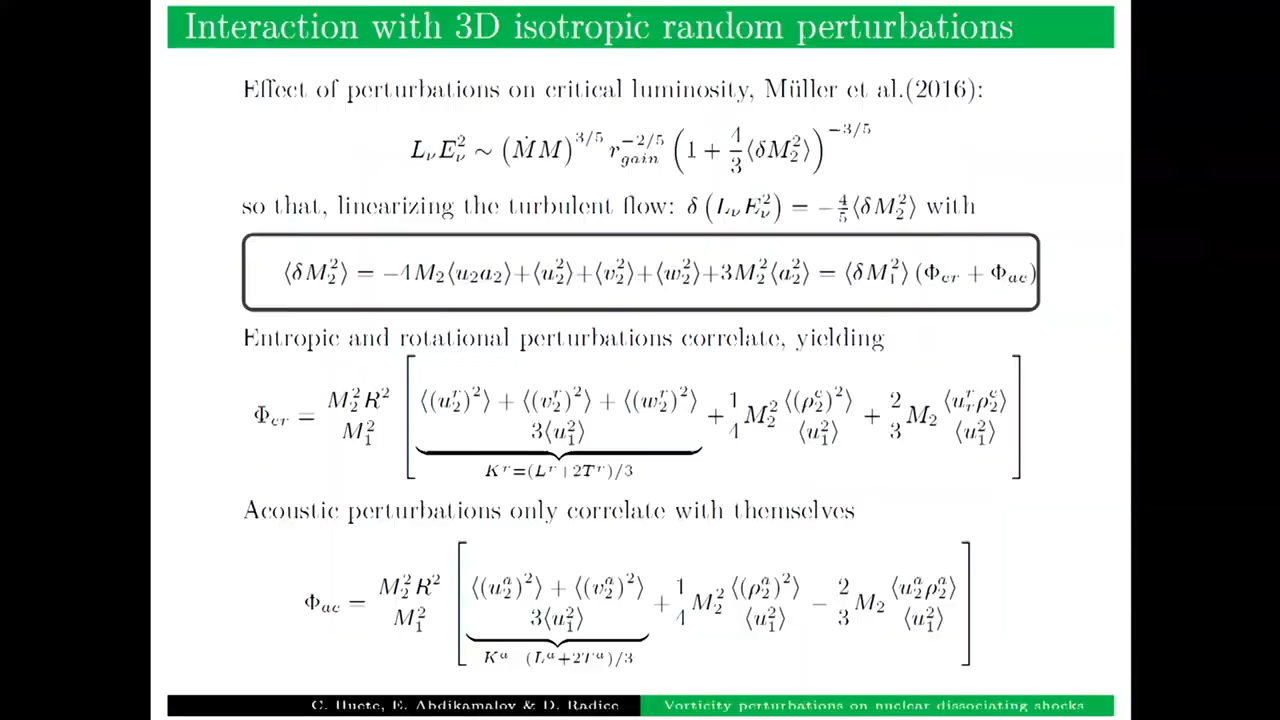 Interaction with 3D isotropic random perturbations
Effect of perturbations on critical luminosity, Müller et al.(2016):
L_ν E_ν^2 ∼ (Ṁ M)^{3/5} r_{gain}^{-2/5} (1 + 4/3 ⟨δM_2^2⟩)^{-3/5}
so that, linearizing the turbulent flow: δ (L_ν E_ν^2) = −4/5 ⟨δM_2^2⟩ with
⟨δM_2^2⟩ = −4M_2⟨u_2a_2⟩+⟨u_2^2⟩+⟨v_2^2⟩+⟨w_2^2⟩+3M_2^2⟨a_2^2⟩ = ⟨δM_1^2⟩ (Φ_{er} + Φ_{ac})
Entropic and rotational perturbations correlate, yielding
Φ_{er} = M_2^2 R^2 / M_1^2 [ (⟨(u_2^r)^2⟩ + ⟨(v_2^r)^2⟩ + ⟨(w_2^r)^2⟩) / 3⟨u_1^2⟩ + 1/4 M_2^2 ⟨(ρ_2^e)^2⟩ / ⟨u_1^2⟩ + 2/3 M_2 ⟨u_r^r ρ_2^e⟩ / ⟨u_1^2⟩ ]
K^r=(L^r+2T^r)/3
Acoustic perturbations only correlate with themselves
Φ_{ac} = M_2^2 R^2 / M_1^2 [ (⟨(u_2^a)^2⟩ + ⟨(v_2^a)^2⟩) / 3⟨u_1^2⟩ + 1/4 M_2^2 ⟨(ρ_2^a)^2⟩ / ⟨u_1^2⟩ − 2/3 M_2 ⟨u_2^a ρ_2^a⟩ / ⟨u_1^2⟩ ]
K^a=(L^a+2T^a)/3
C. Huete, E. Abdikamalov & D. Radice
Vorticity perturbations on nuclear dissociating shocks